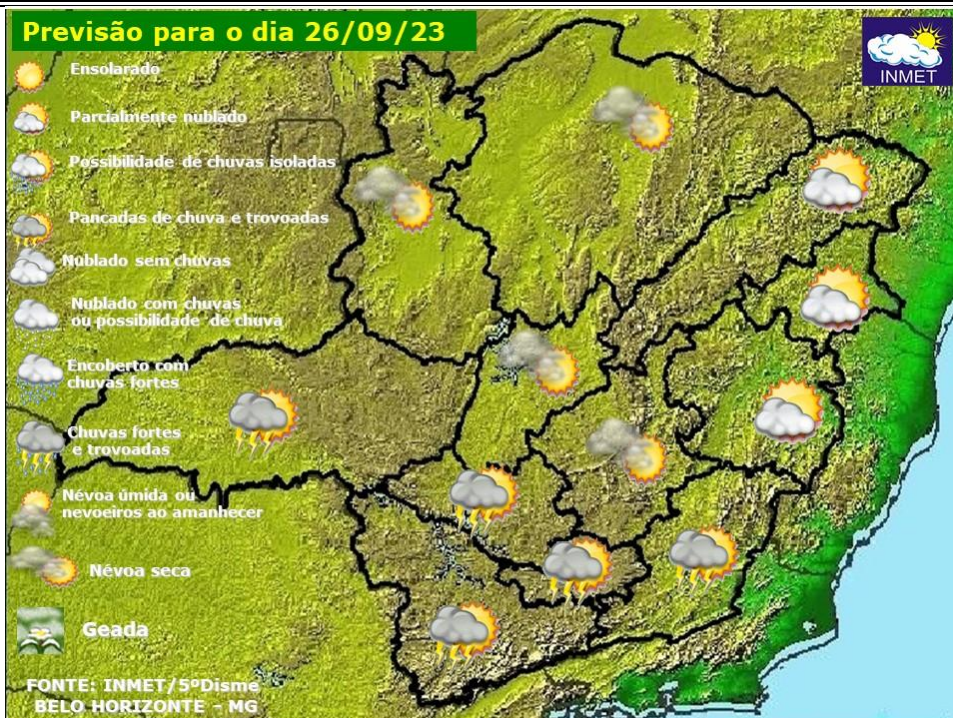 Previsão para o dia 26/09/23
INMET
Ensolarado
Parcialmente nublado
Possibilidade de chuvas isoladas
Pancadas de chuva e trovoadas
Nublado sem chuvas
Nublado com chuvas
ou possibilidade de chuva
Encoberto com
chuvas fortes
Chuvas fortes
e trovoadas
Névoa úmida ou
nevoeiros ao amanhecer
Névoa seca
Geada
FONTE: INMET/5ºDisme
BELO HORIZONTE - MG